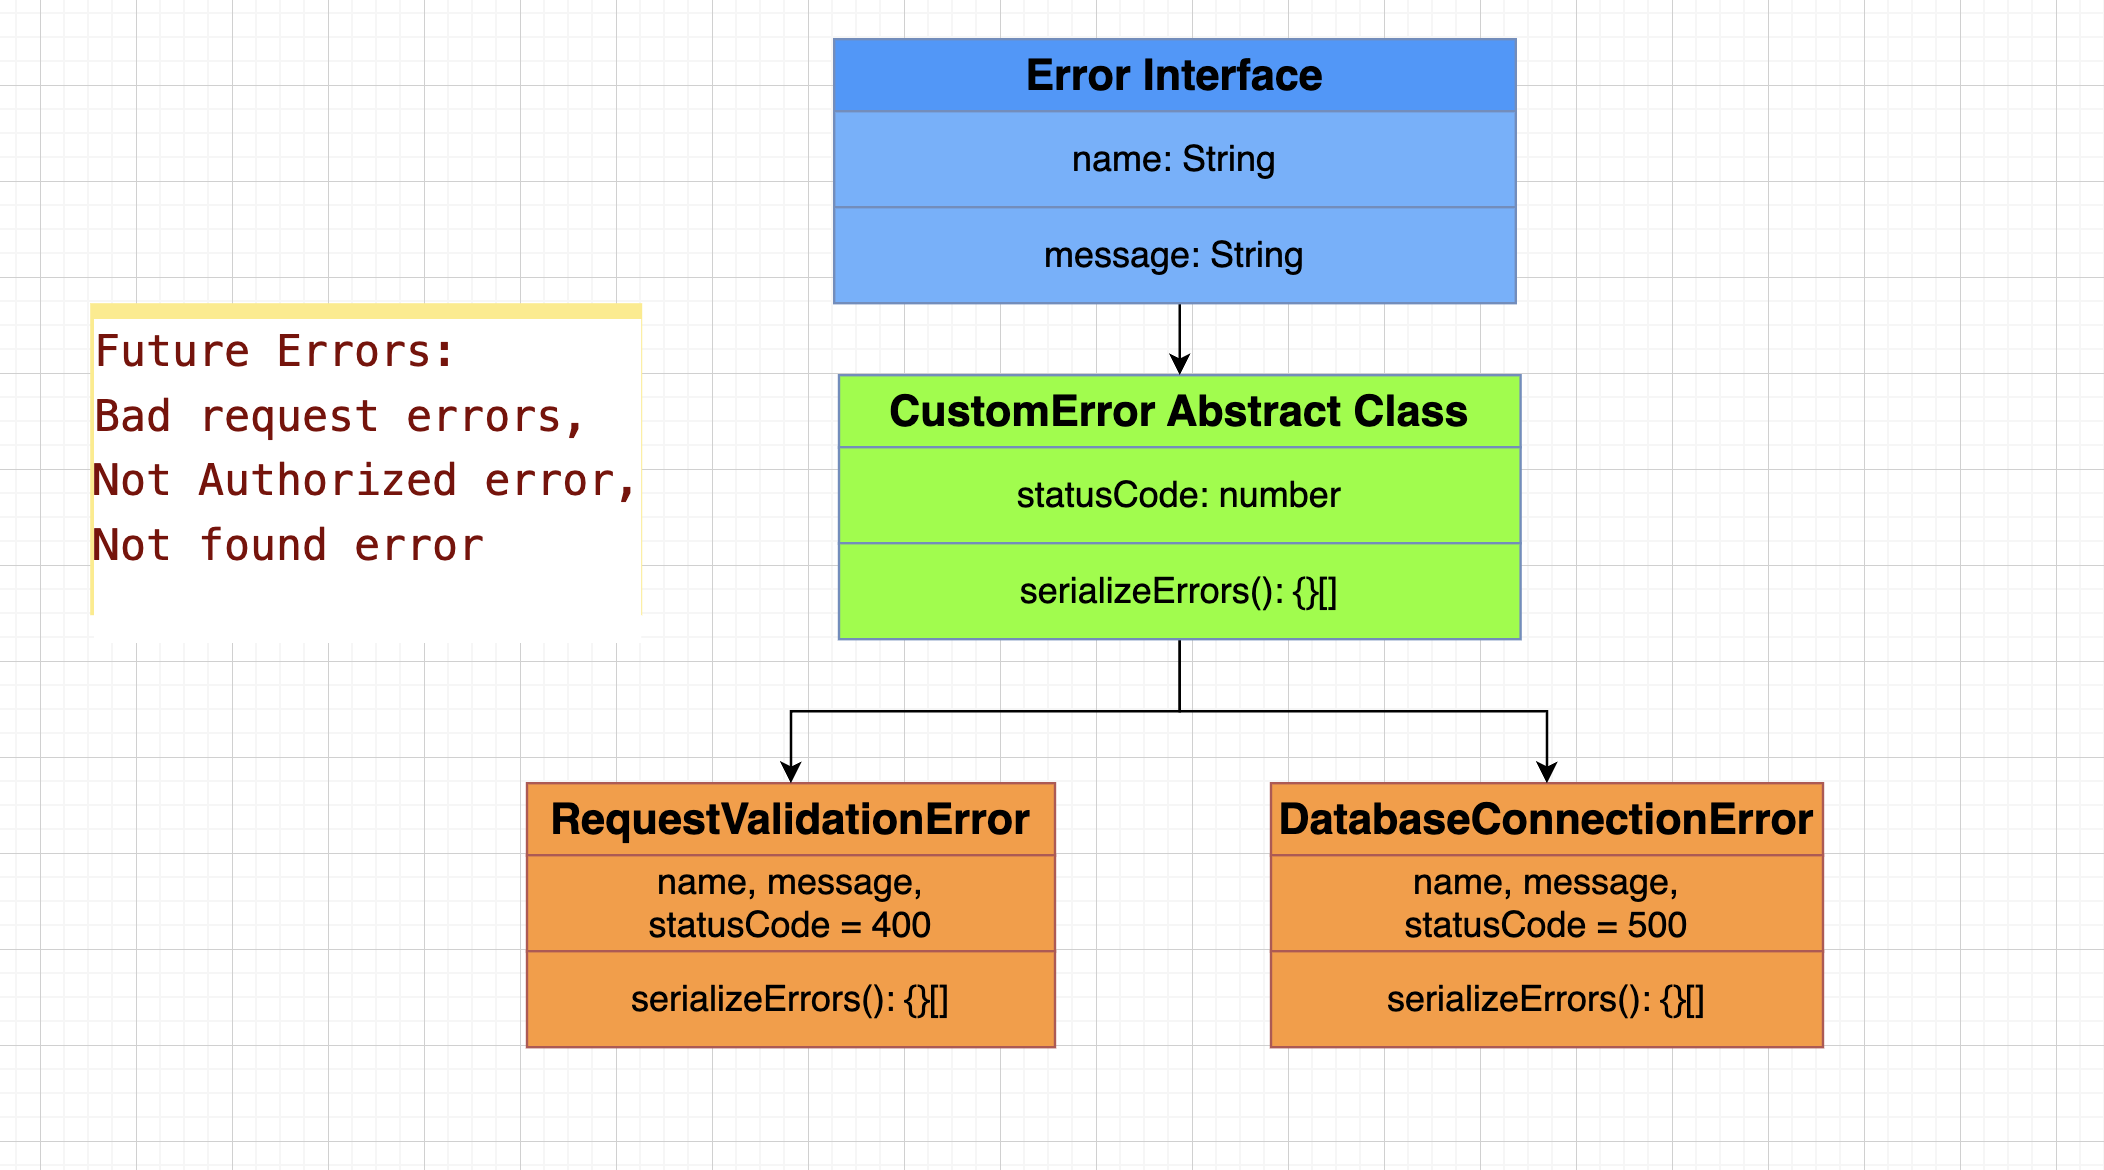 Error Interface
name: String
message: String
Future Errors:
Bad request errors,
Not Authorized error,
Not found error
CustomError Abstract Class
statusCode: number
serializeErrors(): {}[]
RequestValidationError
name, message,
statusCode = 400
serializeErrors(): {}[]
DatabaseConnectionError
name, message,
statusCode = 500
serializeErrors(): {}[]